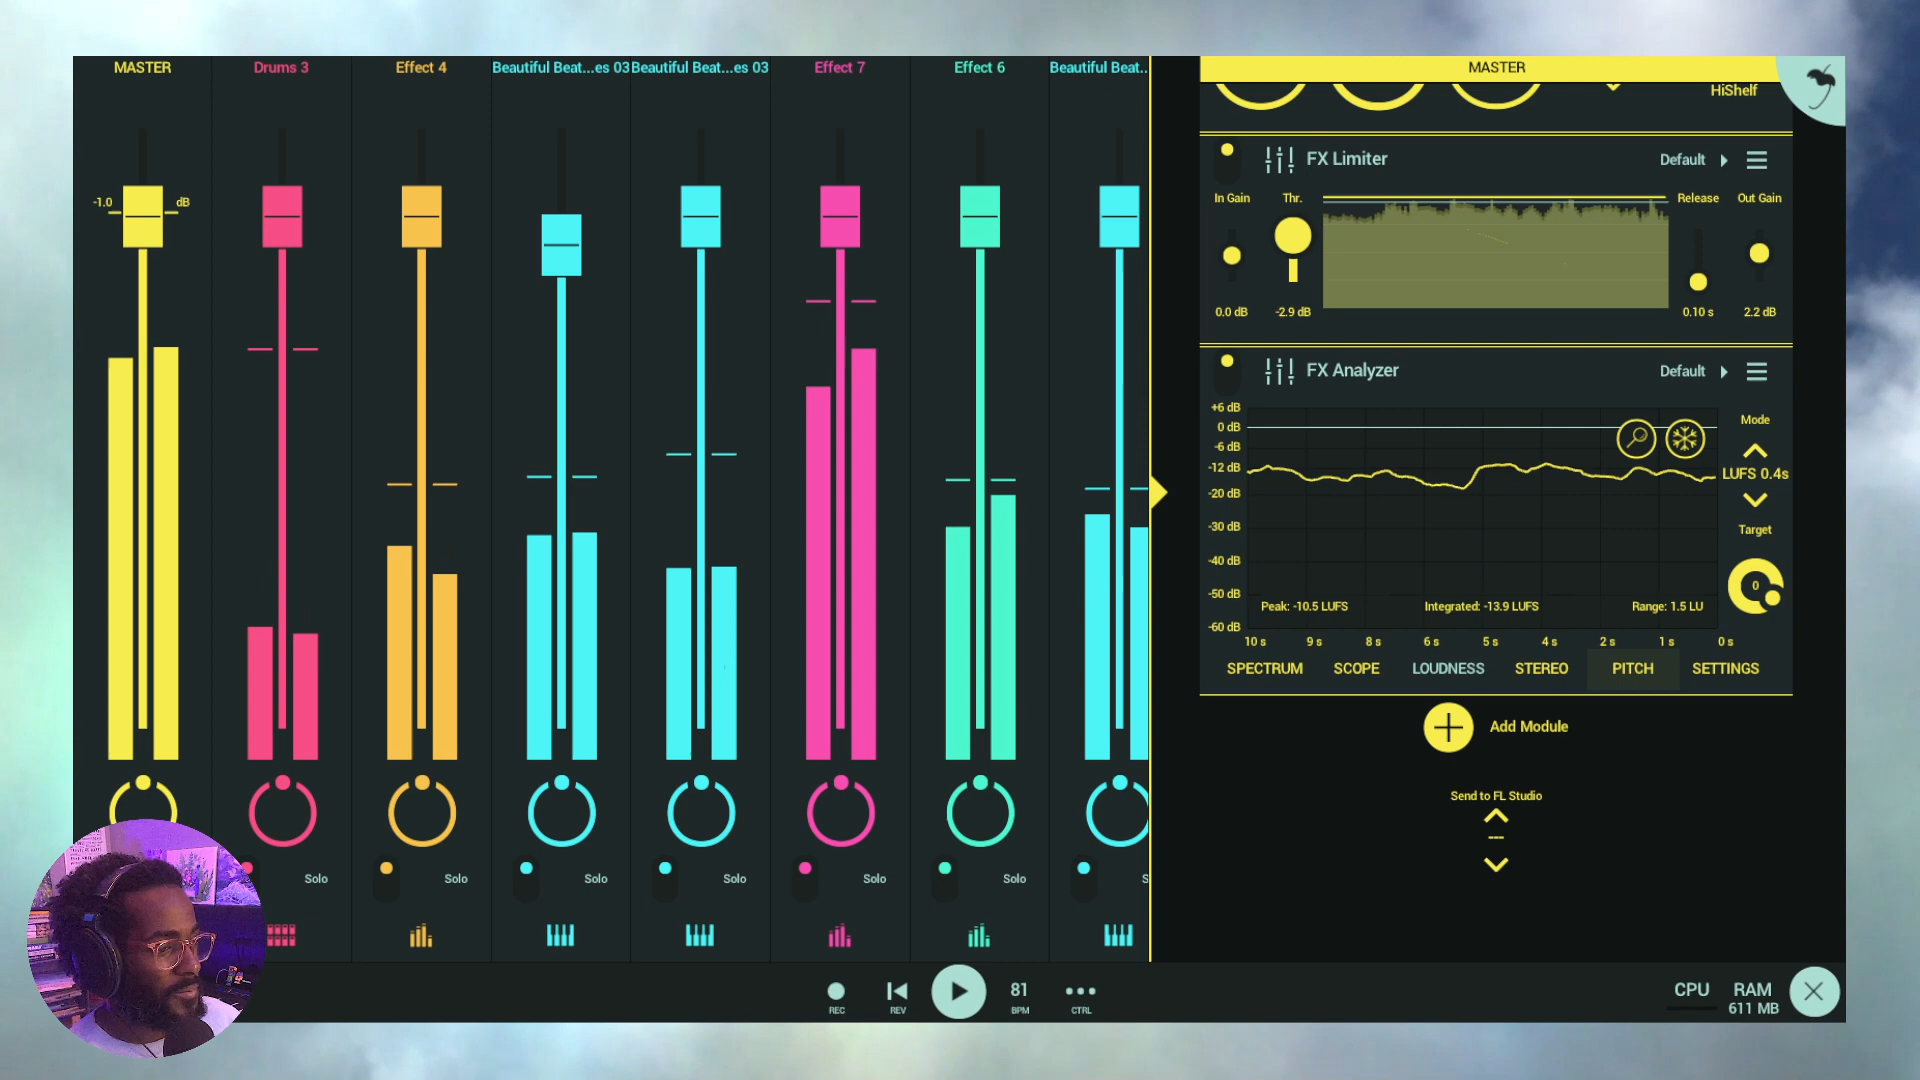 MASTER
Drums 3
Effect 4
Beautiful Beat...es 03
Beautiful Beat...es 03
Effect 7
Effect 6
Beautiful Beat..
-1.0
dB
Solo
Solo
Solo
Solo
Solo
Solo
S
MASTER
HiShelf
FX Limiter
Default
In Gain
Thr.
Release
Out Gain
0.0 dB
-2.9 dB
0.10 s
2.2 dB
FX Analyzer
Default
+6 dB
0 dB
-6 dB
-12 dB
-20 dB
-30 dB
-40 dB
-50 dB
-60 dB
Mode
LUFS 0.4s
Target
0
Peak: -10.5 LUFS
Integrated: -13.9 LUFS
Range: 1.5 LU
10 s
9 s
8 s
6 s
5 s
4 s
2 s
1 s
0 s
SPECTRUM
SCOPE
LOUDNESS
STEREO
PITCH
SETTINGS
Add Module
Send to FL Studio
---
REC
REV
81
BPM
CTRL
CPU
RAM
611 MB